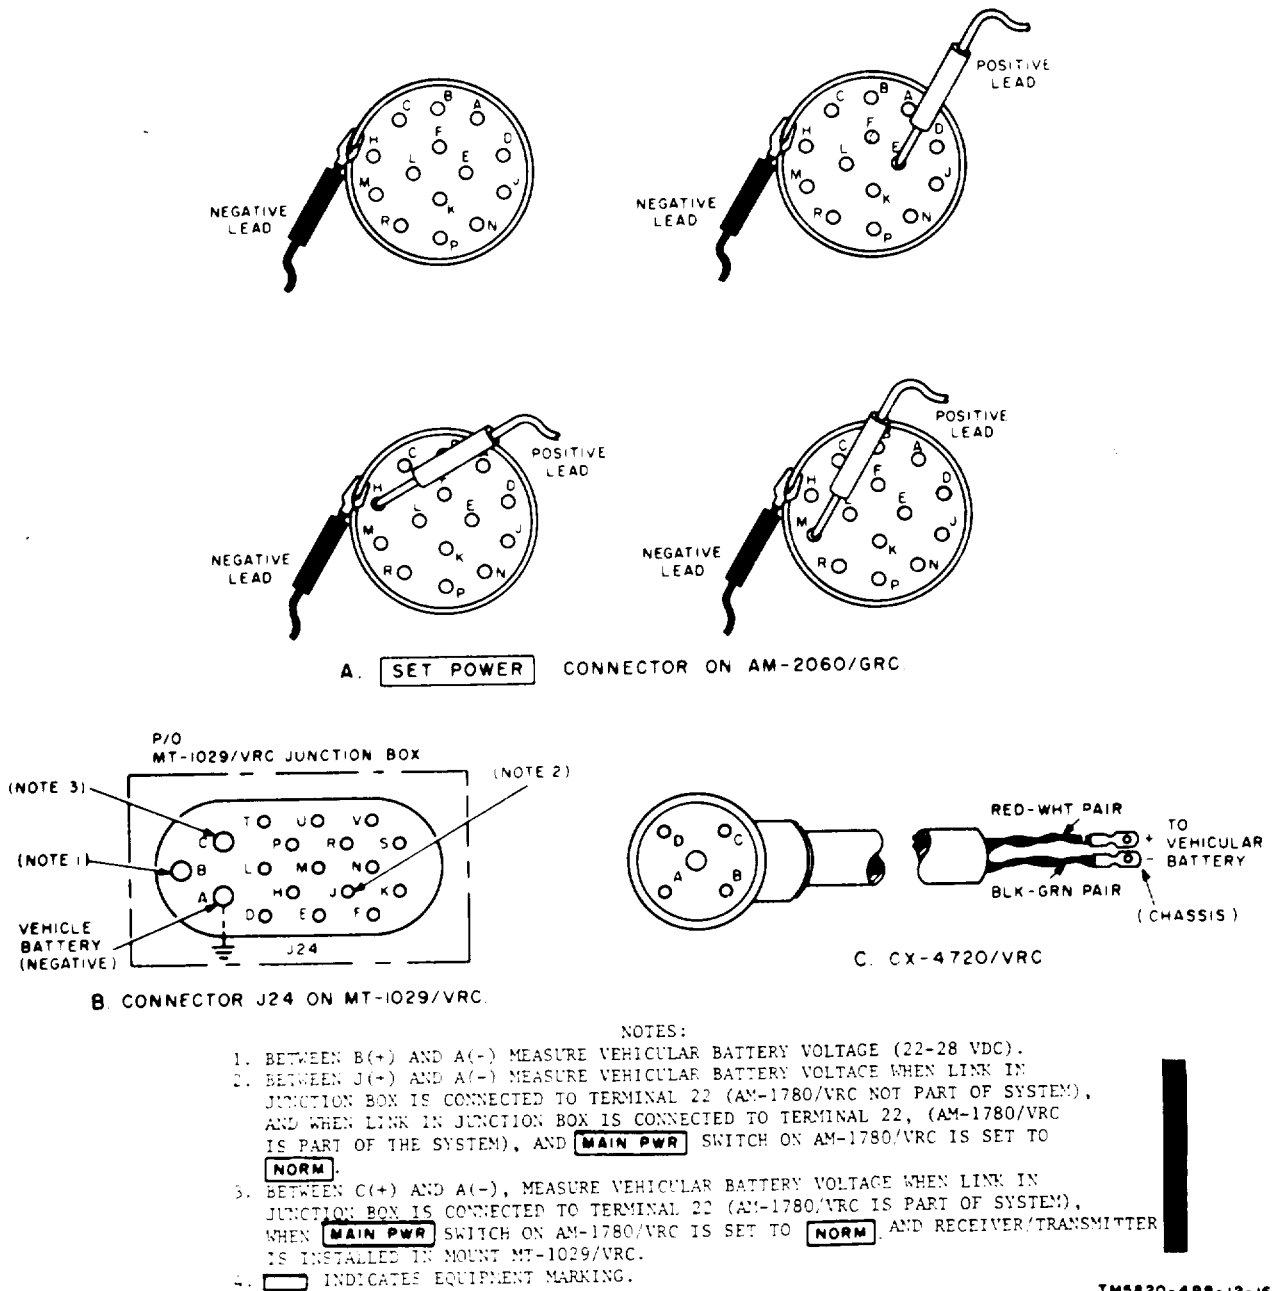 C B A
H F D
L E
M K J
R P N
NEGATIVE
LEAD
C B A
H F D
L E
M K J
R P N
NEGATIVE
LEAD
POSITIVE
LEAD
C
H D
L E
M K J
R P N
NEGATIVE
LEAD
POSITIVE
LEAD
C B A
H F D
L E
M K J
R P N
NEGATIVE
LEAD
POSITIVE
LEAD
A. SET POWER CONNECTOR ON AM-2060/GRC
P/O
MT-1029/VRC JUNCTION BOX
(NOTE 3)
(NOTE 2)
(NOTE 1)
T U V
C P R S
B L M N
A H J K
D E F
J24
VEHICLE
BATTERY
(NEGATIVE)
B. CONNECTOR J24 ON MT-1029/VRC.
D C
A B
RED-WHT PAIR
BLK-GRN PAIR
+ TO
VEHICULAR
- BATTERY
(CHASSIS)
C. CX-4720/VRC
NOTES:
1. BETWEEN B(+) AND A(-) MEASURE VEHICULAR BATTERY VOLTAGE (22-28 VDC).
2. BETWEEN J(+) AND A(-) MEASURE VEHICULAR BATTERY VOLTAGE WHEN LINK IN
JUNCTION BOX IS CONNECTED TO TERMINAL 22 (AM-1780/VRC NOT PART OF SYSTEM),
AND WHEN LINK IN JUNCTION BOX IS CONNECTED TO TERMINAL 22, (AM-1780/VRC
IS PART OF THE SYSTEM), AND MAIN PWR SWITCH ON AM-1780/VRC IS SET TO
NORM.
3. BETWEEN C(+) AND A(-), MEASURE VEHICULAR BATTERY VOLTAGE WHEN LINK IN
JUNCTION BOX IS CONNECTED TO TERMINAL 22 (AM-1780/VRC IS PART OF SYSTEM),
WHEN MAIN PWR SWITCH ON AM-1780/VRC IS SET TO NORM. AND RECEIVER/TRANSMITTER
IS INSTALLED IN MOUNT MT-1029/VRC.
4. INDICATES EQUIPMENT MARKING.